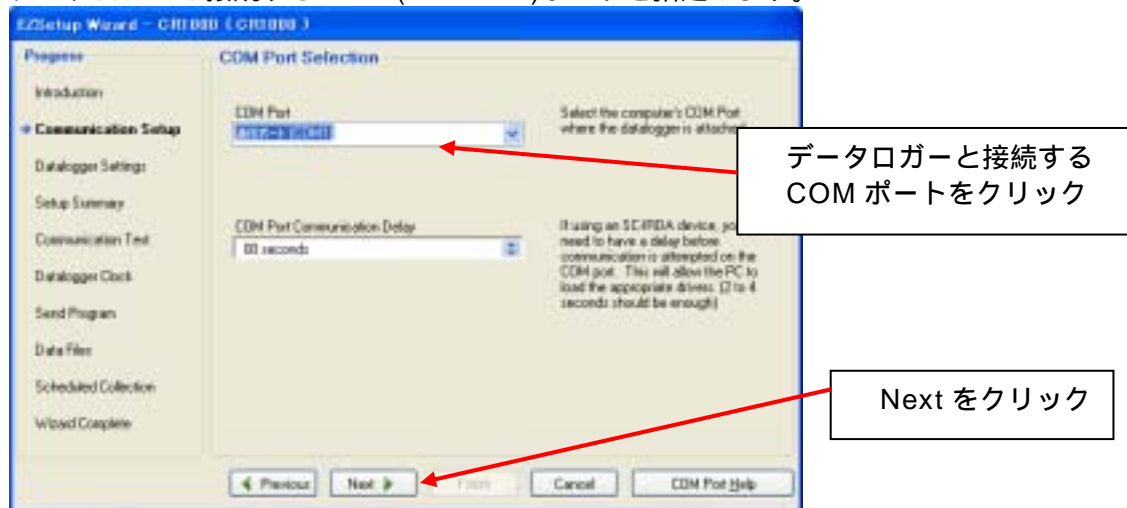 EZSetup Wizard - CR1000 ( CR1000 )
Progress
COM Port Selection
Introduction
Communication Setup
Datalogger Settings
Setup Summary
Communication Test
Datalogger Clock
Send Program
Data Files
Scheduled Collection
Wizard Complete
COM Port
(COM1)
Select the computer's COM Port
where the datalogger is attached
COM Port Communication Delay
00 seconds
If using an SC-IRDA device, yo
need to have a delay before
communication is attempted on the
COM port. This will allow the PC to
load the appropriate drivers. (2 to 4
seconds should be enough)
データロガーと接続する
COM ポートをクリック
Next をクリック
Previous
Next
Finish
Cancel
COM Port Help